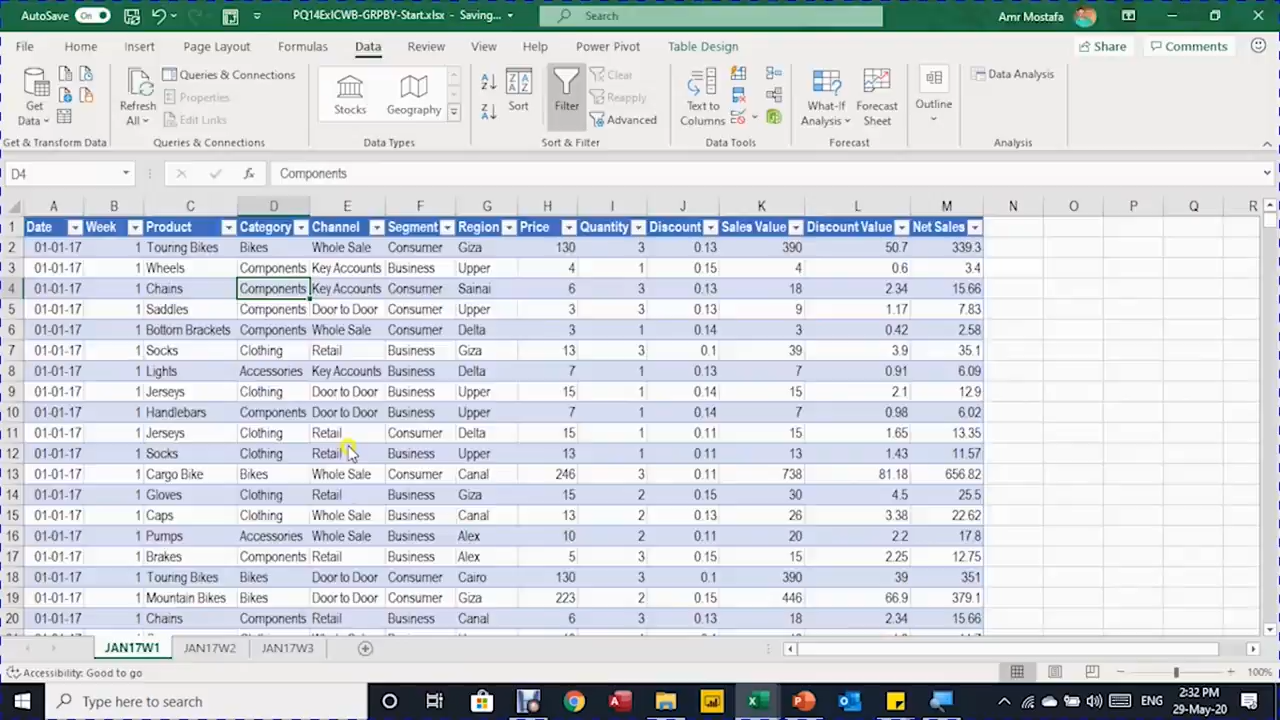 AutoSave On PQ14ExICWB-GRPBY-Start.xlsx - Saving... Search Amr Mostafa
File Home Insert Page Layout Formulas Data Review View Help Power Pivot Table Design Share Comments
Get Data Refresh All Queries & Connections Properties Edit Links Stocks Geography Sort Filter Clear Reapply Advanced Text to Columns What-If Analysis Forecast Sheet Outline Data Analysis
Get & Transform Data Queries & Connections Data Types Sort & Filter Data Tools Forecast Analysis
D4 fx Components
A B C D E F G H I J K L M N O P Q R
1 Date Week Product Category Channel Segment Region Price Quantity Discount Sales Value Discount Value Net Sales
2 01-01-17 1 Touring Bikes Bikes Whole Sale Consumer Giza 130 3 0.13 390 50.7 339.3
3 01-01-17 1 Wheels Components Key Accounts Business Upper 4 1 0.15 4 0.6 3.4
4 01-01-17 1 Chains Components Key Accounts Consumer Sainai 6 3 0.13 18 2.34 15.66
5 01-01-17 1 Saddles Components Door to Door Consumer Upper 3 3 0.13 9 1.17 7.83
6 01-01-17 1 Bottom Brackets Components Whole Sale Consumer Delta 3 1 0.14 3 0.42 2.58
7 01-01-17 1 Socks Clothing Retail Business Giza 13 3 0.1 39 3.9 35.1
8 01-01-17 1 Lights Accessories Key Accounts Business Delta 7 1 0.13 7 0.91 6.09
9 01-01-17 1 Jerseys Clothing Door to Door Business Upper 15 1 0.14 15 2.1 12.9
10 01-01-17 1 Handlebars Components Door to Door Business Upper 7 1 0.14 7 0.98 6.02
11 01-01-17 1 Jerseys Clothing Retail Consumer Delta 15 1 0.11 15 1.65 13.35
12 01-01-17 1 Socks Clothing Retail Business Upper 13 1 0.11 13 1.43 11.57
13 01-01-17 1 Cargo Bike Bikes Whole Sale Consumer Canal 246 3 0.11 738 81.18 656.82
14 01-01-17 1 Gloves Clothing Retail Business Giza 15 2 0.15 30 4.5 25.5
15 01-01-17 1 Caps Clothing Whole Sale Business Canal 13 2 0.13 26 3.38 22.62
16 01-01-17 1 Pumps Accessories Whole Sale Business Alex 10 2 0.11 20 2.2 17.8
17 01-01-17 1 Brakes Components Retail Business Alex 5 3 0.15 15 2.25 12.75
18 01-01-17 1 Touring Bikes Bikes Door to Door Consumer Cairo 130 3 0.1 390 39 351
19 01-01-17 1 Mountain Bikes Bikes Door to Door Consumer Giza 223 2 0.15 446 66.9 379.1
20 01-01-17 1 Chains Components Retail Business Canal 6 3 0.13 18 2.34 15.66
JAN17W1 JAN17W2 JAN17W3
Accessibility: Good to go 100%
Type here to search ENG 2:32 PM
29-May-20